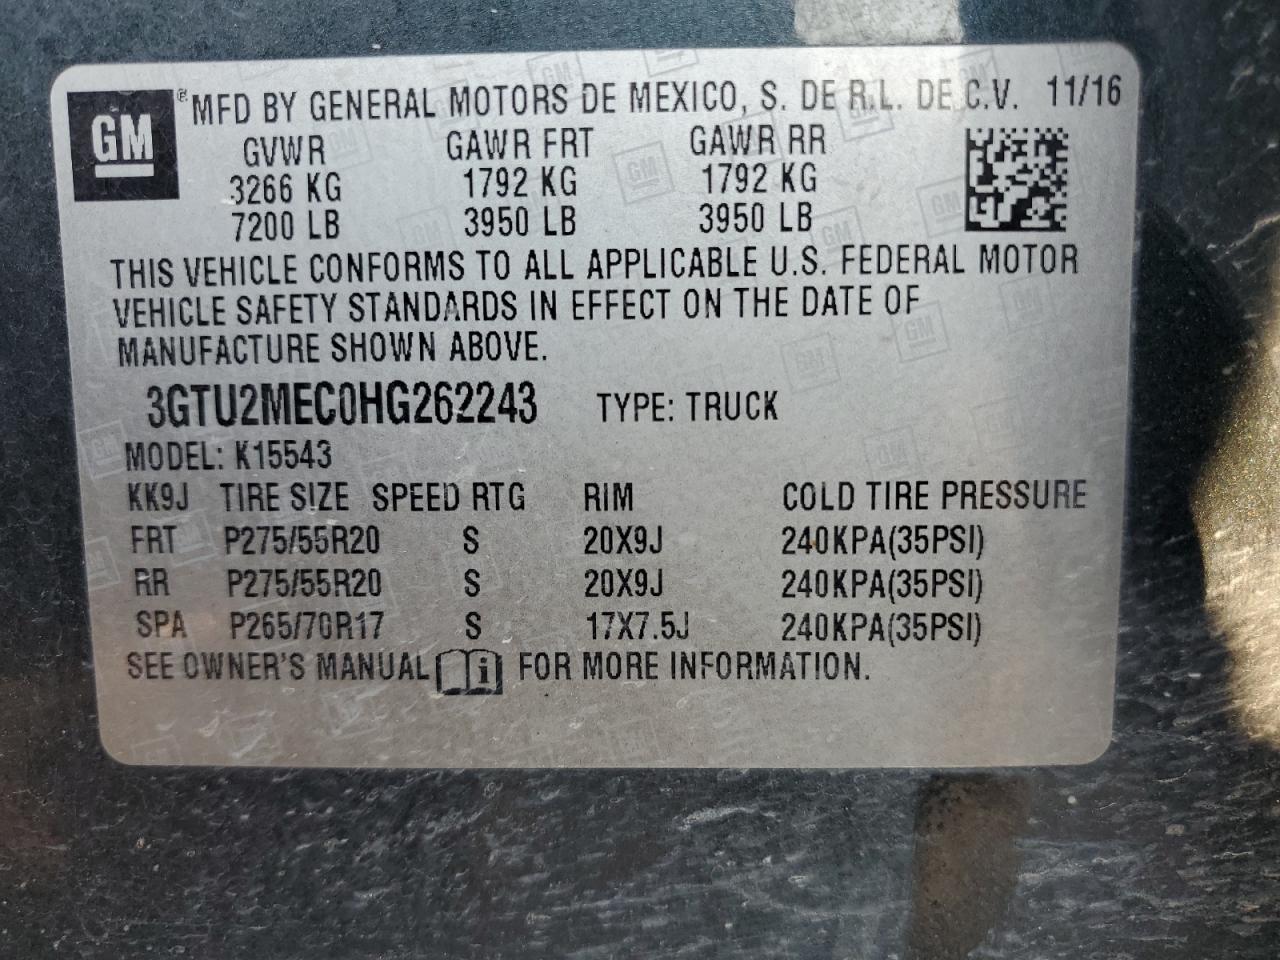 GM ® MFD BY GENERAL MOTORS DE MEXICO, S. DE R.L. DE C.V. 11/16
GVWR GAWR FRT GAWR RR
3266 KG 1792 KG 1792 KG
7200 LB 3950 LB 3950 LB
THIS VEHICLE CONFORMS TO ALL APPLICABLE U.S. FEDERAL MOTOR
VEHICLE SAFETY STANDARDS IN EFFECT ON THE DATE OF
MANUFACTURE SHOWN ABOVE.
3GTU2MEC0HG262243 TYPE: TRUCK
MODEL: K15543
KK9J TIRE SIZE SPEED RTG RIM COLD TIRE PRESSURE
FRT P275/55R20 S 20X9J 240KPA(35PSI)
RR P275/55R20 S 20X9J 240KPA(35PSI)
SPA P265/70R17 S 17X7.5J 240KPA(35PSI)
SEE OWNER'S MANUAL i FOR MORE INFORMATION.